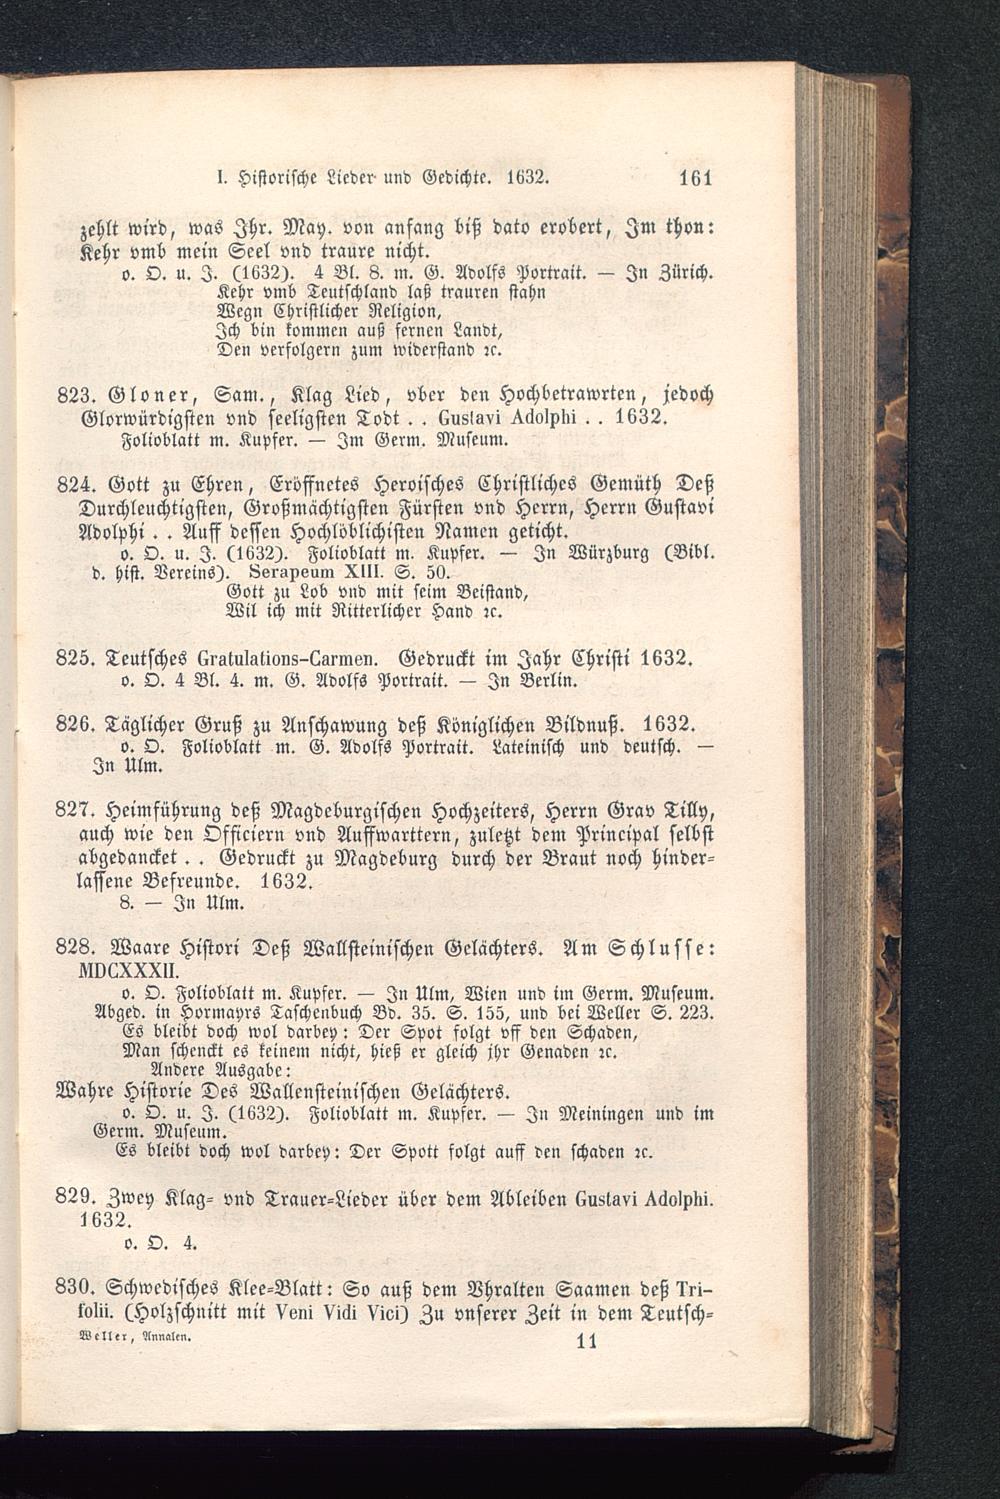 I. Historische Lieder und Gedichte. 1632. 161
zehlt wird, was Ihr. May. von anfang biß dato erobert, Im thon:
Kehr vmb mein Seel vnd traure nicht.
o. O. u. J. (1632). 4 Bl. 8. m. G. Adolfs Portrait. — In Zürich.
Kehr vmb Teutschland laß trauren stahn
Wegn Christlicher Religion,
Ich bin kommen auß fernen Landt,
Den verfolgern zum widerstand ꝛc.
823. Gloner, Sam., Klag Lied, vber den Hochbetrawrten, jedoch
Glorwürdigsten vnd seeligsten Todt . . Gustavi Adolphi . . 1632.
Folioblatt m. Kupfer. — Im Germ. Museum.
824. Gott zu Ehren, Eröffnetes Heroisches Christliches Gemüth Deß
Durchleuchtigsten, Großmächtigsten Fürsten vnd Herrn, Herrn Gustavi
Adolphi . . Auff dessen Hochlöblichisten Namen geticht.
o. O. u. J. (1632). Folioblatt m. Kupfer. — In Würzburg (Bibl.
d. hist. Vereins). Serapeum XIII. S. 50.
Gott zu Lob vnd mit seim Beistand,
Wil ich mit Ritterlicher Hand ꝛc.
825. Teutsches Gratulations-Carmen. Gedruckt im Jahr Christi 1632.
o. O. 4 Bl. 4. m. G. Adolfs Portrait. — In Berlin.
826. Täglicher Gruß zu Anschawung deß Königlichen Bildnuß. 1632.
o. O. Folioblatt m. G. Adolfs Portrait. Lateinisch und deutsch. —
In Ulm.
827. Heimführung deß Magdeburgischen Hochzeiters, Herrn Grav Tilly,
auch wie den Officiern vnd Auffwarttern, zuletzt dem Principal selbst
abgedancket . . Gedruckt zu Magdeburg durch der Braut noch hinder-
lassene Befreunde. 1632.
8. — In Ulm.
828. Waare Histori Deß Wallsteinischen Gelächters. Am Schlusse:
MDCXXXII.
o. O. Folioblatt m. Kupfer. — In Ulm, Wien und im Germ. Museum.
Abged. in Hormayrs Taschenbuch Bd. 35. S. 155, und bei Weller S. 223.
Es bleibt doch wol darbey: Der Spot folgt vff den Schaden,
Man schenckt es keinem nicht, hieß er gleich jhr Genaden ꝛc.
Andere Ausgabe:
Wahre Historie Des Wallensteinischen Gelächters.
o. O. u. J. (1632). Folioblatt m. Kupfer. — In Meiningen und im
Germ. Museum.
Es bleibt doch wol darbey: Der Spott folgt auff den schaden ꝛc.
829. Zwey Klag- vnd Trauer-Lieder über dem Ableiben Gustavi Adolphi.
1632.
o. O. 4.
830. Schwedisches Klee-Blatt: So auß dem Vhralten Saamen deß Tri-
folii. (Holzschnitt mit Veni Vidi Vici) Zu vnserer Zeit in dem Teutsch-
Weller, Annalen. 11